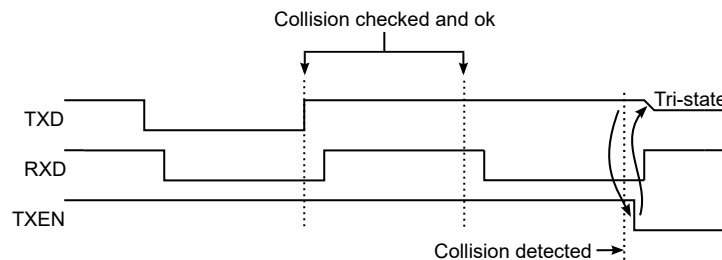 Collision checked and ok
Tri-state
TXD
RXD
TXEN
Collision detected